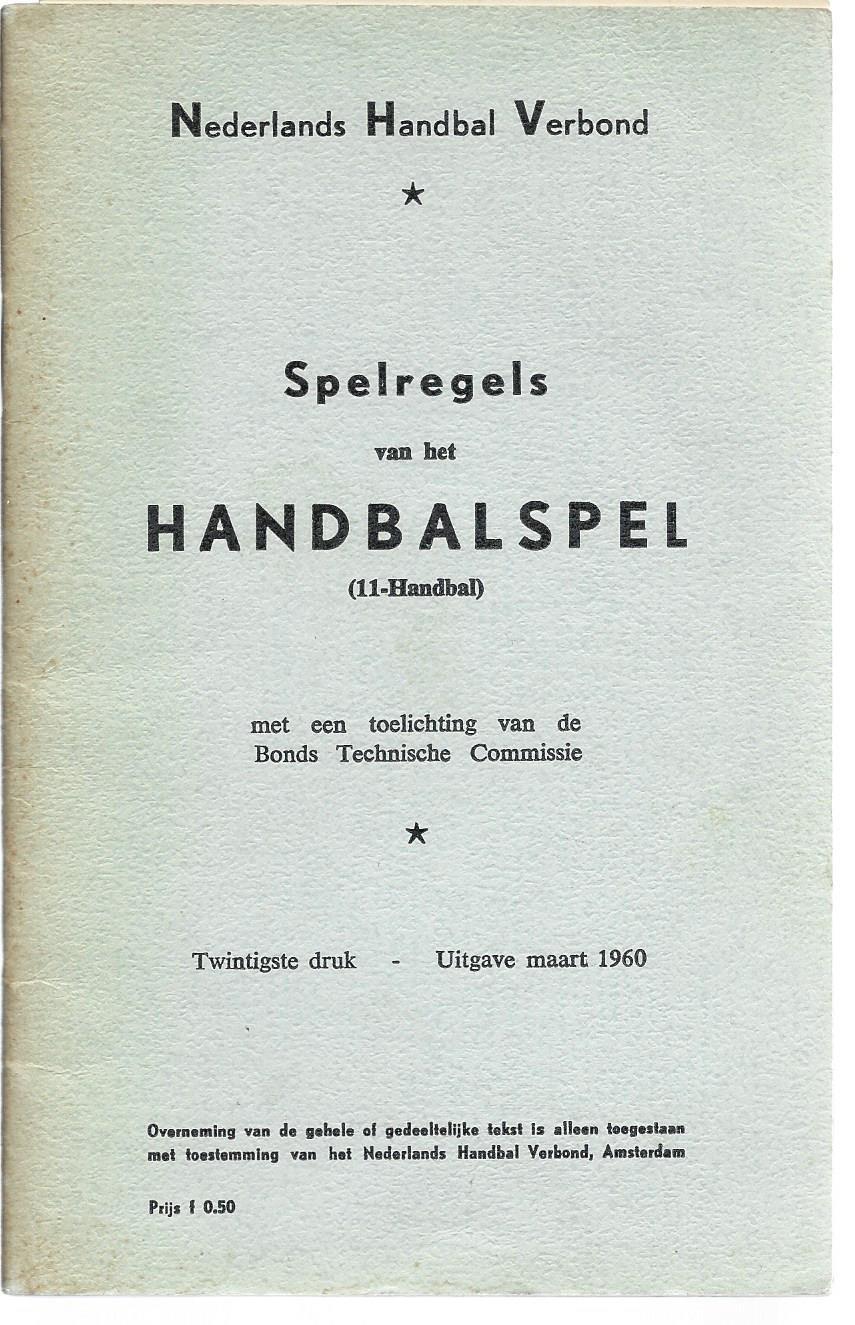 Nederlands Handbal Verbond
★
Spelregels
van het
HANDBALSPEL
(11-Handbal)
met een toelichting van de
Bonds Technische Commissie
★
Twintigste druk - Uitgave maart 1960
Overneming van de gehele of gedeeltelijke tekst is alleen toegestaan
met toestemming van het Nederlands Handbal Verbond, Amsterdam
Prijs f 0.50